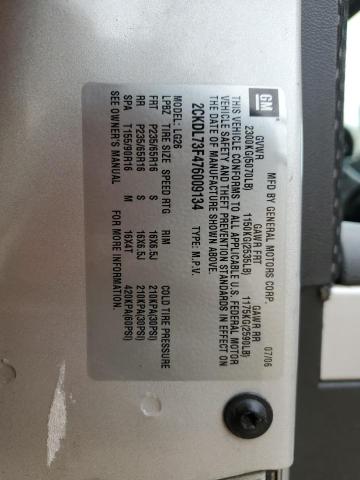 GM
MFD BY GENERAL MOTORS CORP. 07/06
GVWR GAWR FRT GAWR RR
2300KG(5070LB) 1150KG(2535LB) 1175KG(2590LB)
THIS VEHICLE CONFORMS TO ALL APPLICABLE U.S. FEDERAL MOTOR
VEHICLE SAFETY AND THEFT PREVENTION STANDARDS IN EFFECT ON
THE DATE OF MANUFACTURE SHOWN ABOVE.
2CKDL73F476009134 TYPE: M.P.V.
MODEL: LG26
LPBZ TIRE SIZE SPEED RTG RIM COLD TIRE PRESSURE
FRT P235/65R16 S 16X6.5J 210KPA(30PSI)
RR P235/65R16 S 16X6.5J 210KPA(30PSI)
SPA T155/90R16 M 16X4T 420KPA(60PSI)
SEE OWNER'S MANUAL FOR MORE INFORMATION.